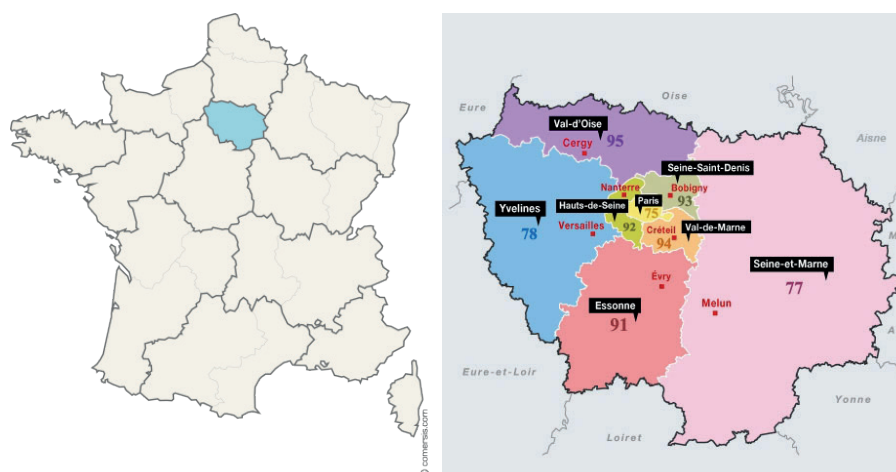 © comersis.com
Eure
Oise
Aisne
Val-d'Oise
95
Cergy
Seine-Saint-Denis
Nanterre
Bobigny
93
Paris
75
Hauts-de-Seine
92
Yvelines
78
Versailles
Créteil
94
Val-de-Marne
Seine-et-Marne
77
Évry
Melun
Essonne
91
Eure-et-Loir
Loiret
Yonne
M
A